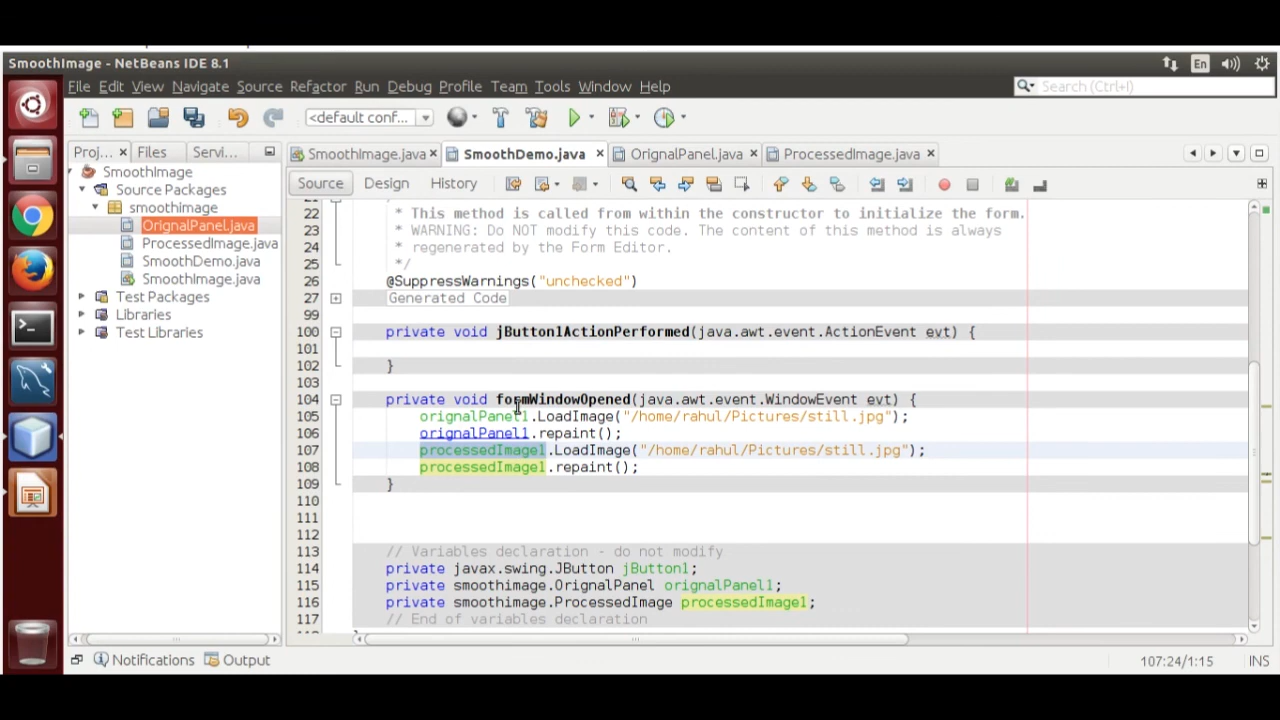 SmoothImage - NetBeans IDE 8.1
En
File Edit View Navigate Source Refactor Run Debug Profile Team Tools Window Help
Search (Ctrl+I)
<default conf...
Proj... Files Servi...
SmoothImage.java SmoothDemo.java OrignalPanel.java ProcessedImage.java
SmoothImage
Source Packages
smoothimage
OrignalPanel.java
ProcessedImage.java
SmoothDemo.java
SmoothImage.java
Test Packages
Libraries
Test Libraries
Source Design History
22 * This method is called from within the constructor to initialize the form.
23 * WARNING: Do NOT modify this code. The content of this method is always
24 * regenerated by the Form Editor.
25 */
26 @SuppressWarnings("unchecked")
27 Generated Code
99
100 private void jButton1ActionPerformed(java.awt.event.ActionEvent evt) {
101
102 }
103
104 private void formWindowOpened(java.awt.event.WindowEvent evt) {
105 orignalPanel1.LoadImage("/home/rahul/Pictures/still.jpg");
106 orignalPanel1.repaint();
107 processedImage1.LoadImage("/home/rahul/Pictures/still.jpg");
108 processedImage1.repaint();
109 }
110
111
112
113 // Variables declaration - do not modify
114 private javax.swing.JButton jButton1;
115 private smoothimage.OrignalPanel orignalPanel1;
116 private smoothimage.ProcessedImage processedImage1;
117 // End of variables declaration
Notifications Output
107:24/1:15 INS